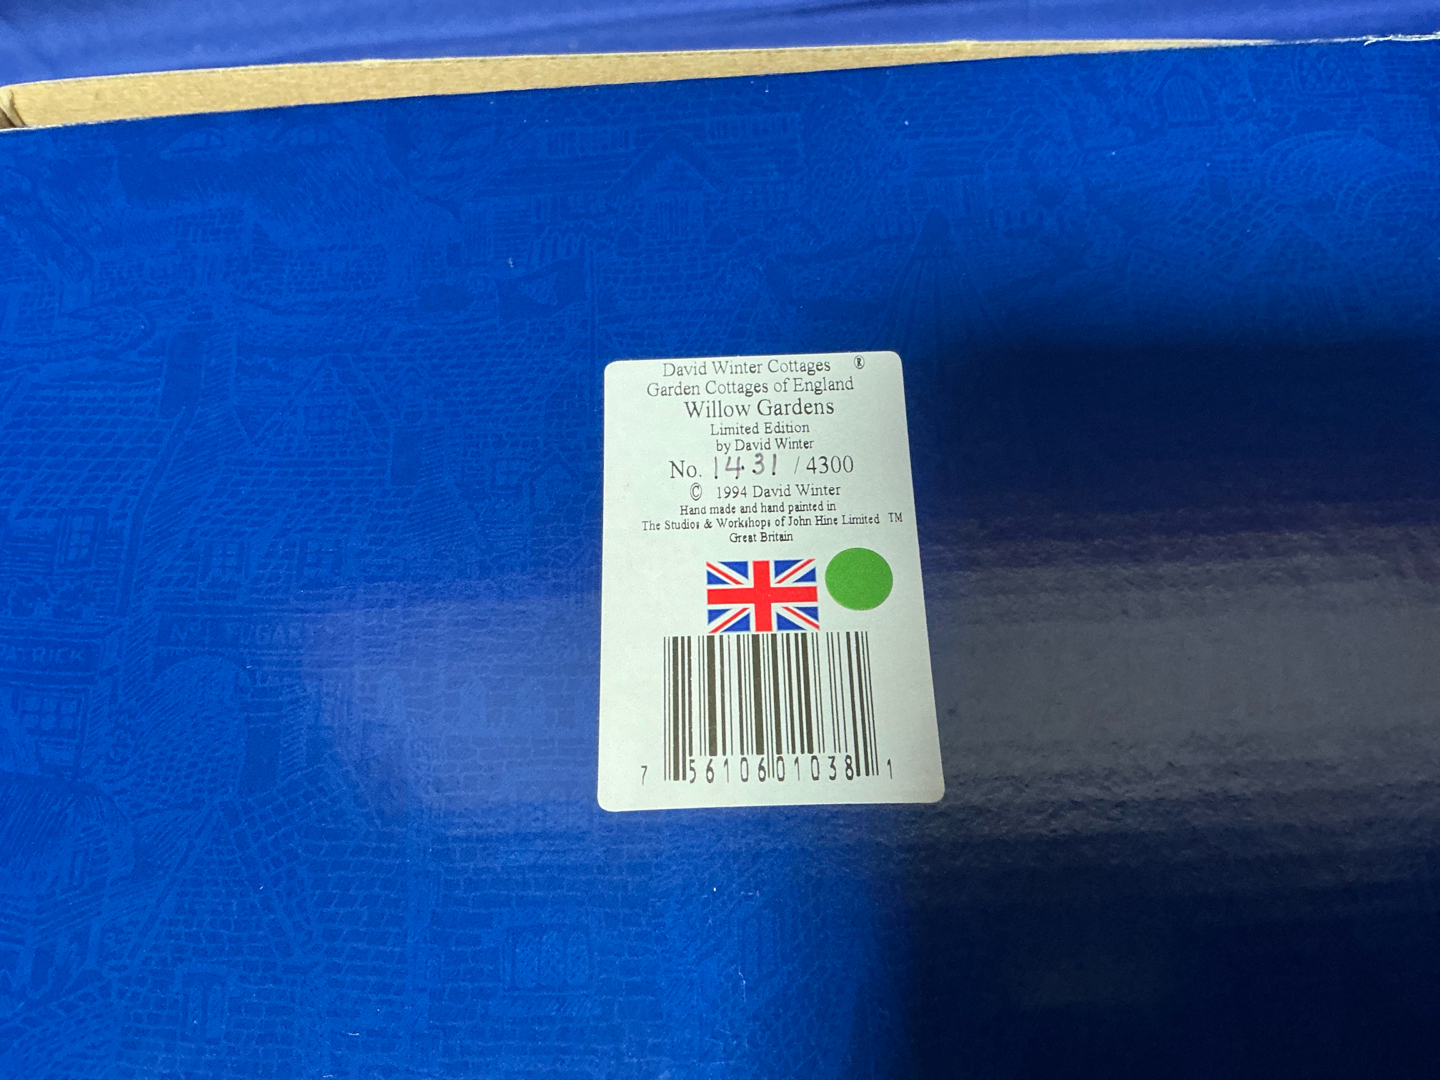 David Winter Cottages ®
Garden Cottages of England
Willow Gardens
Limited Edition
by David Winter
No. 1431 / 4300
© 1994 David Winter
Hand made and hand painted in
The Studios & Workshops of John Hine Limited TM
Great Britain
7 56106 01038 1